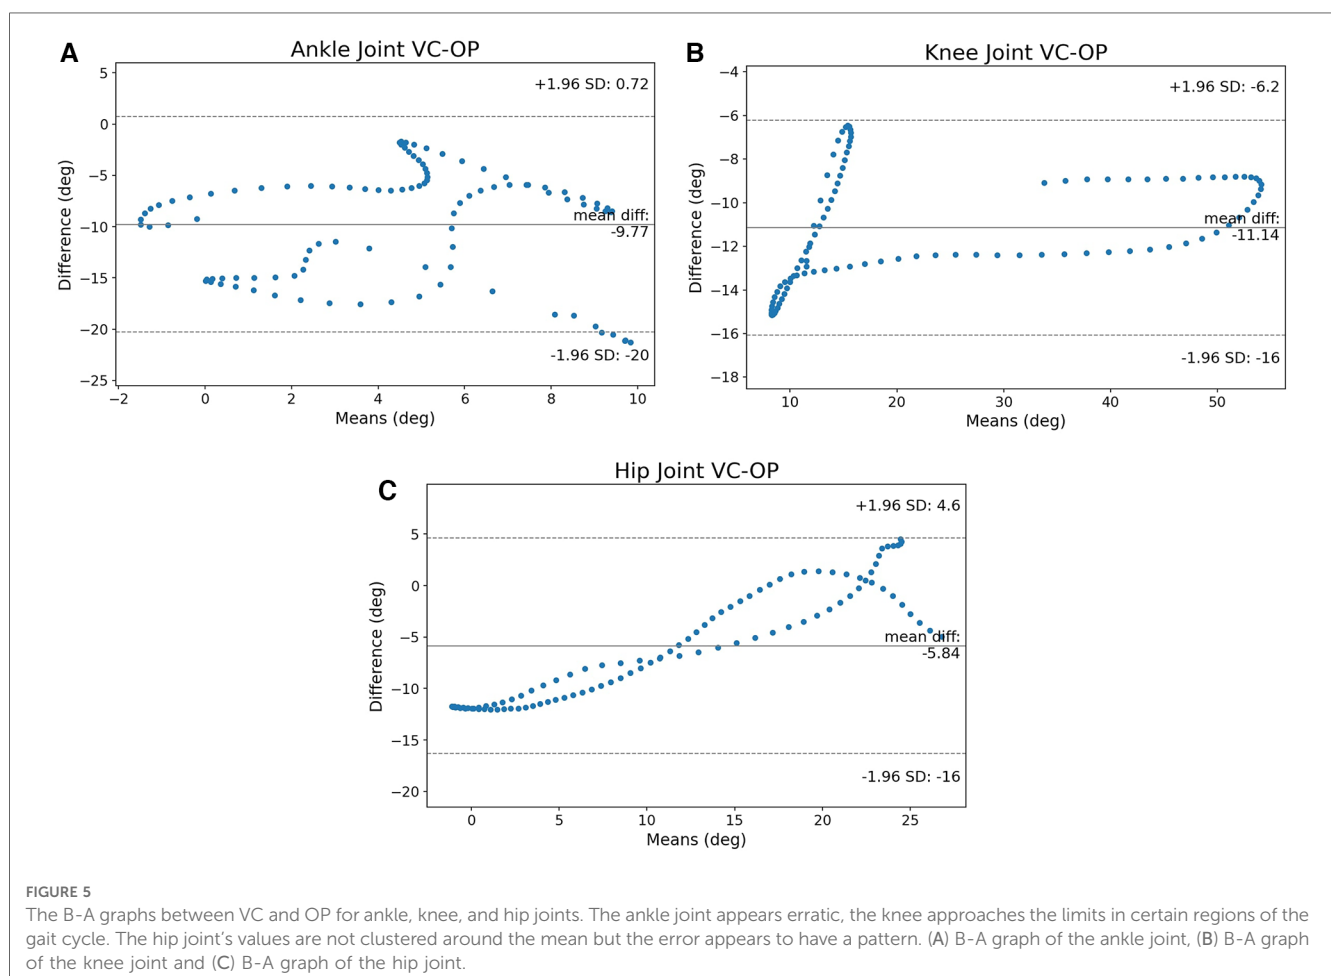 A
Ankle Joint VC-OP
5
0
−5
−10
−15
−20
−25
Difference (deg)
+1.96 SD: 0.72
mean diff:
-9.77
-1.96 SD: -20
−2
0
2
4
6
8
10
Means (deg)
B
Knee Joint VC-OP
−4
−6
−8
−10
−12
−14
−16
−18
Difference (deg)
+1.96 SD: -6.2
mean diff:
-11.14
-1.96 SD: -16
10
20
30
40
50
Means (deg)
C
Hip Joint VC-OP
5
0
−5
−10
−15
−20
Difference (deg)
+1.96 SD: 4.6
mean diff:
-5.84
-1.96 SD: -16
0
5
10
15
20
25
Means (deg)
FIGURE 5
The B-A graphs between VC and OP for ankle, knee, and hip joints. The ankle joint appears erratic, the knee approaches the limits in certain regions of the
gait cycle. The hip joint's values are not clustered around the mean but the error appears to have a pattern. (A) B-A graph of the ankle joint, (B) B-A graph
of the knee joint and (C) B-A graph of the hip joint.